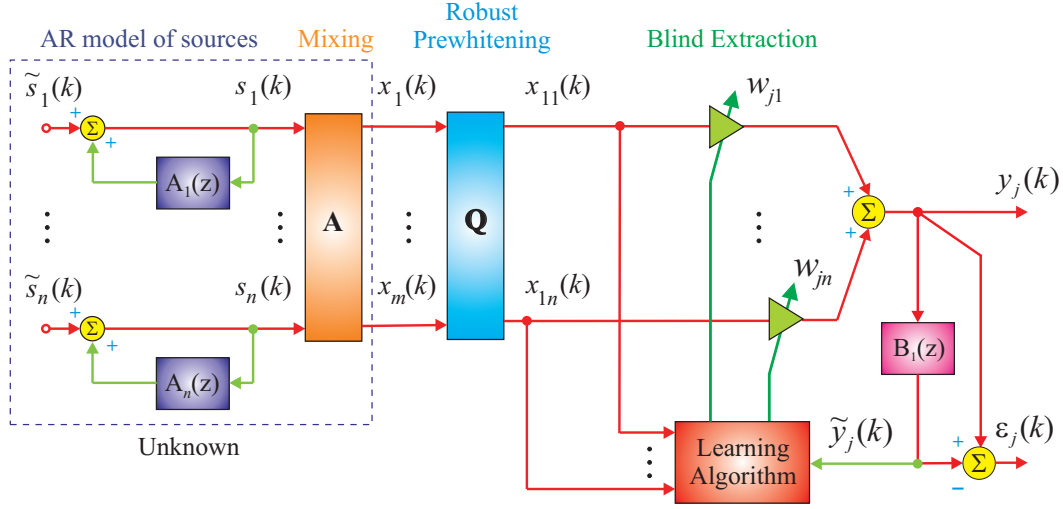 AR model of sources
Mixing
Robust
Prewhitening
Blind Extraction
s̃₁(k)
s₁(k)
x₁(k)
x₁₁(k)
wⱼ₁
+
Σ
+
A₁(z)
A
Q
+
Σ
+
yⱼ(k)
s̃ₙ(k)
sₙ(k)
xₘ(k)
x₁ₙ(k)
wⱼₙ
+
Σ
+
Aₙ(z)
B₁(z)
Unknown
Learning
Algorithm
ỹⱼ(k)
+
Σ
−
εⱼ(k)